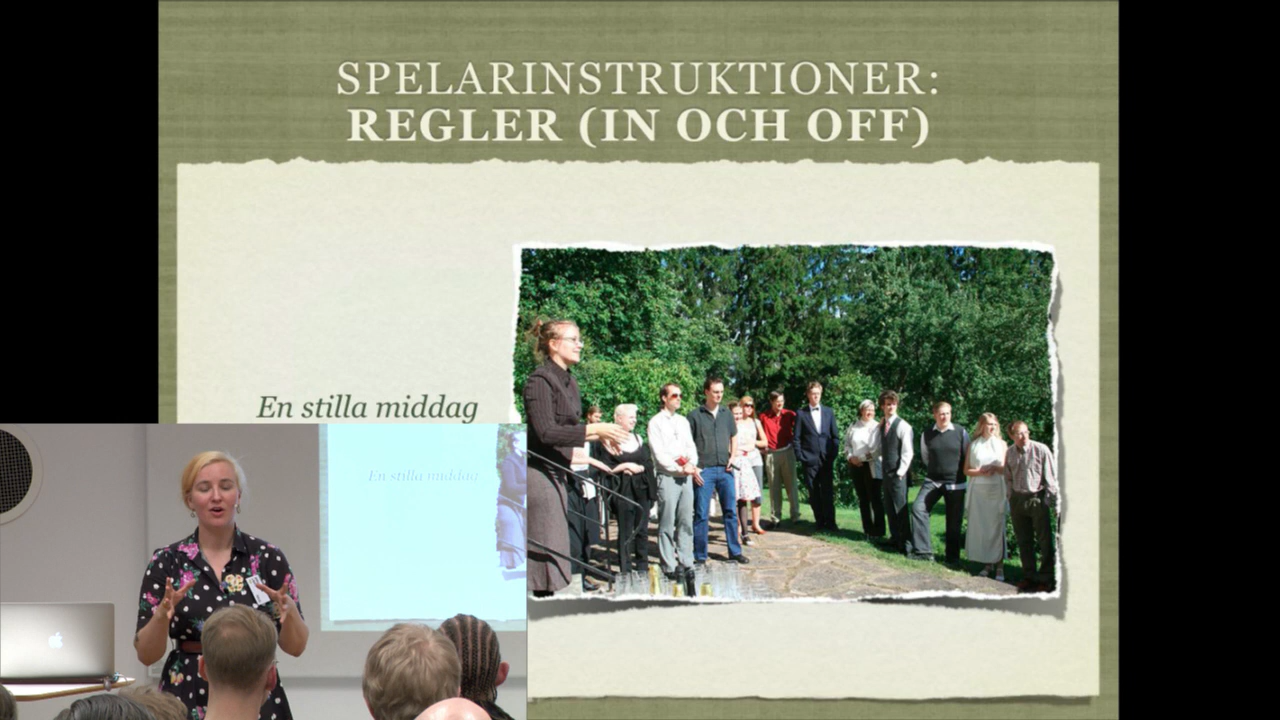 SPELARINSTRUKTIONER:
REGLER (IN OCH OFF)
En stilla middag
En stilla middag